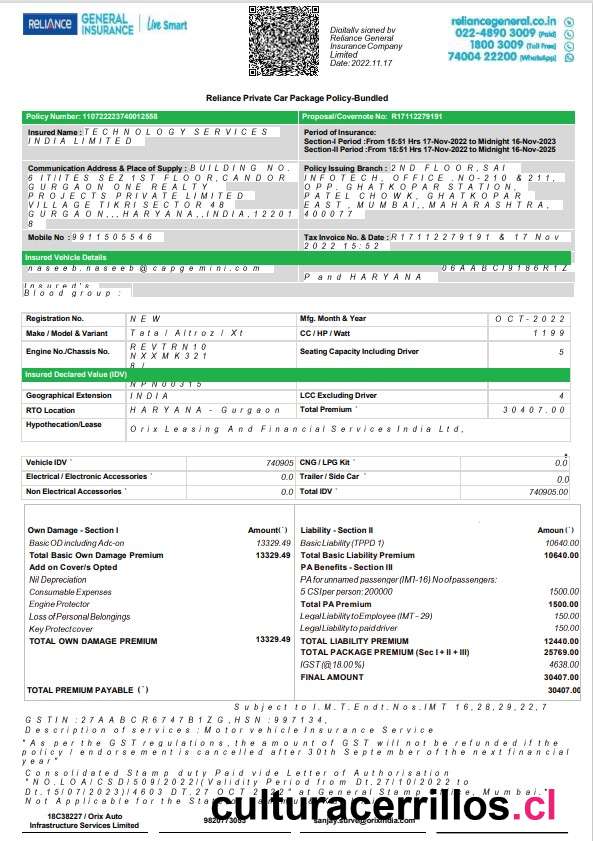 RELIANCE GENERAL INSURANCE Live Smart
Digitally signed by
Reliance General
Insurance Company
Limited
Date: 2022.11.17
reliancegeneral.co.in
022-4890 3009 (Paid)
1800 3009 (Toll Free)
74004 22200 (WhatsApp)
Reliance Private Car Package Policy-Bundled
Policy Number: 110722223740012558 Proposal/Covernote No: R17112279191
Insured Name : TECHNOLOGY SERVICES
INDIA LIMITED
Period of Insurance:
Section-I Period :From 15:51 Hrs 17-Nov-2022 to Midnight 16-Nov-2023
Section-II Period :From 15:51 Hrs 17-Nov-2022 to Midnight 16-Nov-2025
Communication Address & Place of Supply : BUILDING NO.
6 ITIITES SEZ 1ST FLOOR,CANDOR
GURGAON ONE REALTY
PROJECTS PRIVATE LIMITED
VILLAGE TIKRI SECTOR 48
GURGAON,,,HARYANA,,INDIA,12201
8
Policy Issuing Branch : 2ND FLOOR,SAI
INFOTECH, OFFICE ,NO-210 & 211,
OPP. GHATKOPAR STATION,
PATEL CHOWK, GHATKOPAR
EAST, MUMBAI,, MAHARASHTRA,
400077
Mobile No : 9911505546
Tax Invoice No. & Date : R17112279191 & 17 Nov
2022 15:52
Insured Vehicle Details
naseeb.naseeb@capgemini.com
06AABCI9186R1Z
P and HARYANA
Insured's
Blood group :
Registration No. NEW Mfg. Month & Year OCT-2022
Make / Model & Variant Tata/Altroz/Xt CC / HP / Watt 1199
Engine No./Chassis No. REVTRN10
NXXMK321
Seating Capacity Including Driver 5
Insured Declared Value (IDV)
NPN00315
Geographical Extension INDIA LCC Excluding Driver 4
RTO Location HARYANA - Gurgaon Total Premium ` 30407.00
Hypothecation/Lease Orix Leasing And Financial Services India Ltd,
Vehicle IDV ` 740905 CNG / LPG Kit ` 0.0
Electrical / Electronic Accessories ` 0.0 Trailer / Side Car ` 0.0
Non Electrical Accessories ` 0.0 Total IDV ` 740905.00
Own Damage - Section I Amount(`) Liability - Section II Amoun (`)
Basic OD including Adc-on 13329.49 Basic Liability (TPPD 1) 10640.00
Total Basic Own Damage Premium 13329.49 Total Basic Liability Premium 10640.00
Add on Cover/s Opted PA Benefits - Section III
Nil Depreciation PA for unnamed passenger (IMT-16) No of pasengers:
Consumable Expenses 5 CSI per person: 200000 1500.00
Engine Protector Total PA Premium 1500.00
Loss of Personal Belongings Legal Liability to Employee (IMT - 29) 150.00
Key Protect cover Legal Liability to paid driver 150.00
TOTAL OWN DAMAGE PREMIUM 13329.49 TOTAL LIABILITY PREMIUM 12440.00
TOTAL PACKAGE PREMIUM (Sec I + II + III) 25769.00
IGST (@ 18.00 %) 4638.00
FINAL AMOUNT 30407.00
TOTAL PREMIUM PAYABLE (`) 30407.00
Subject to I.M.T.Endt.Nos.IMT 16,28,29,22,7
GSTIN :27AABCR6747B1ZG,HSN :997134,
Description of services : Motor vehicle Insurance Service
"As per the GST regulations, the amount of GST will not be refunded if the
policy I endorsement is cancelled after 30th September of the next financial
year"
Consolidated Stamp duty Paid vide Letter of Authorisation
"NO.LOA/CSD/509/2022/Validity Period from Dt.27/10/2022 to
Dt.15/07/2023)I4603 DT.27 OCT 2022" at General Stamp Office, Mumbai."
Not Applicable for the State of
culturacerrillos.cl
18C38227 / Orix Auto
Infrastructure Services Limited
9820773055
sanjay.surve@orixindia.com